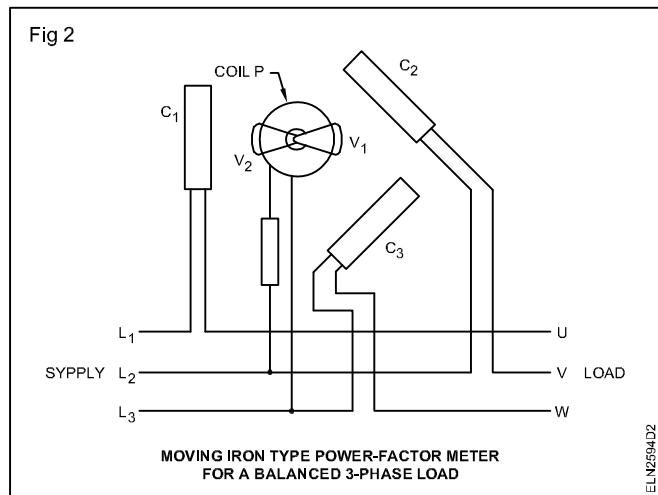 Fig 2
COIL P
C2
C1
V2
V1
C3
L1
U
SYPPLY L2
V LOAD
L3
W
MOVING IRON TYPE POWER-FACTOR METER
FOR A BALANCED 3-PHASE LOAD
ELN2594D2